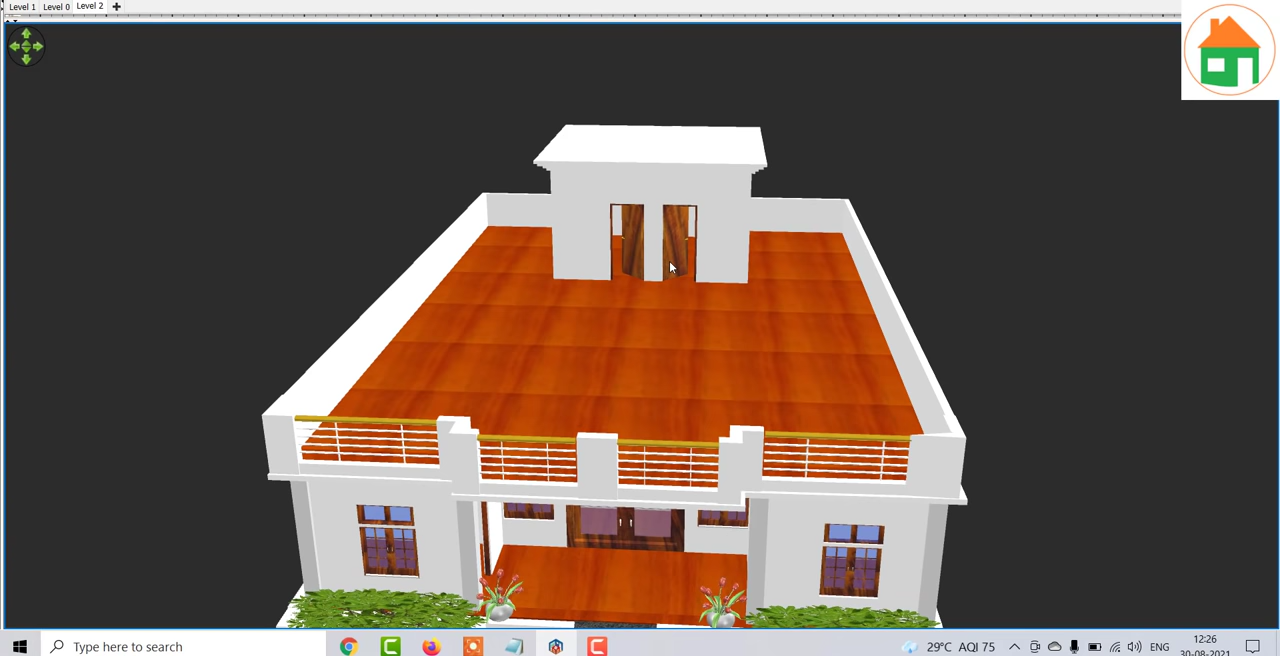 Level 1 Level 0 Level 2
Type here to search
29°C AQI 75
ENG
12:26
30-08-2021